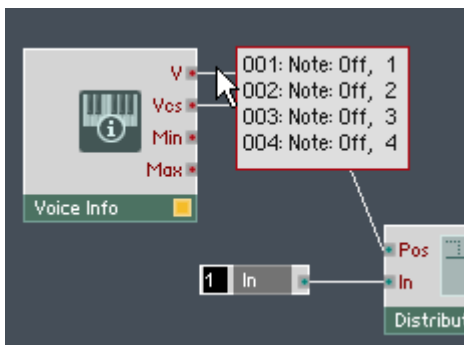 V
Vcs
Min
Max
Voice Info
001: Note: Off, 1
002: Note: Off, 2
003: Note: Off, 3
004: Note: Off, 4
1 In
Pos
In
Distribut